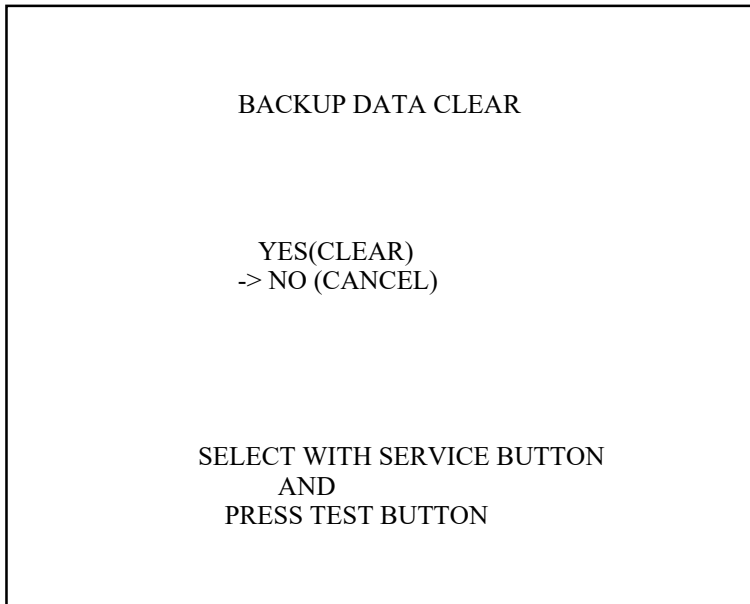 BACKUP DATA CLEAR
YES(CLEAR)
-> NO (CANCEL)
SELECT WITH SERVICE BUTTON
AND
PRESS TEST BUTTON